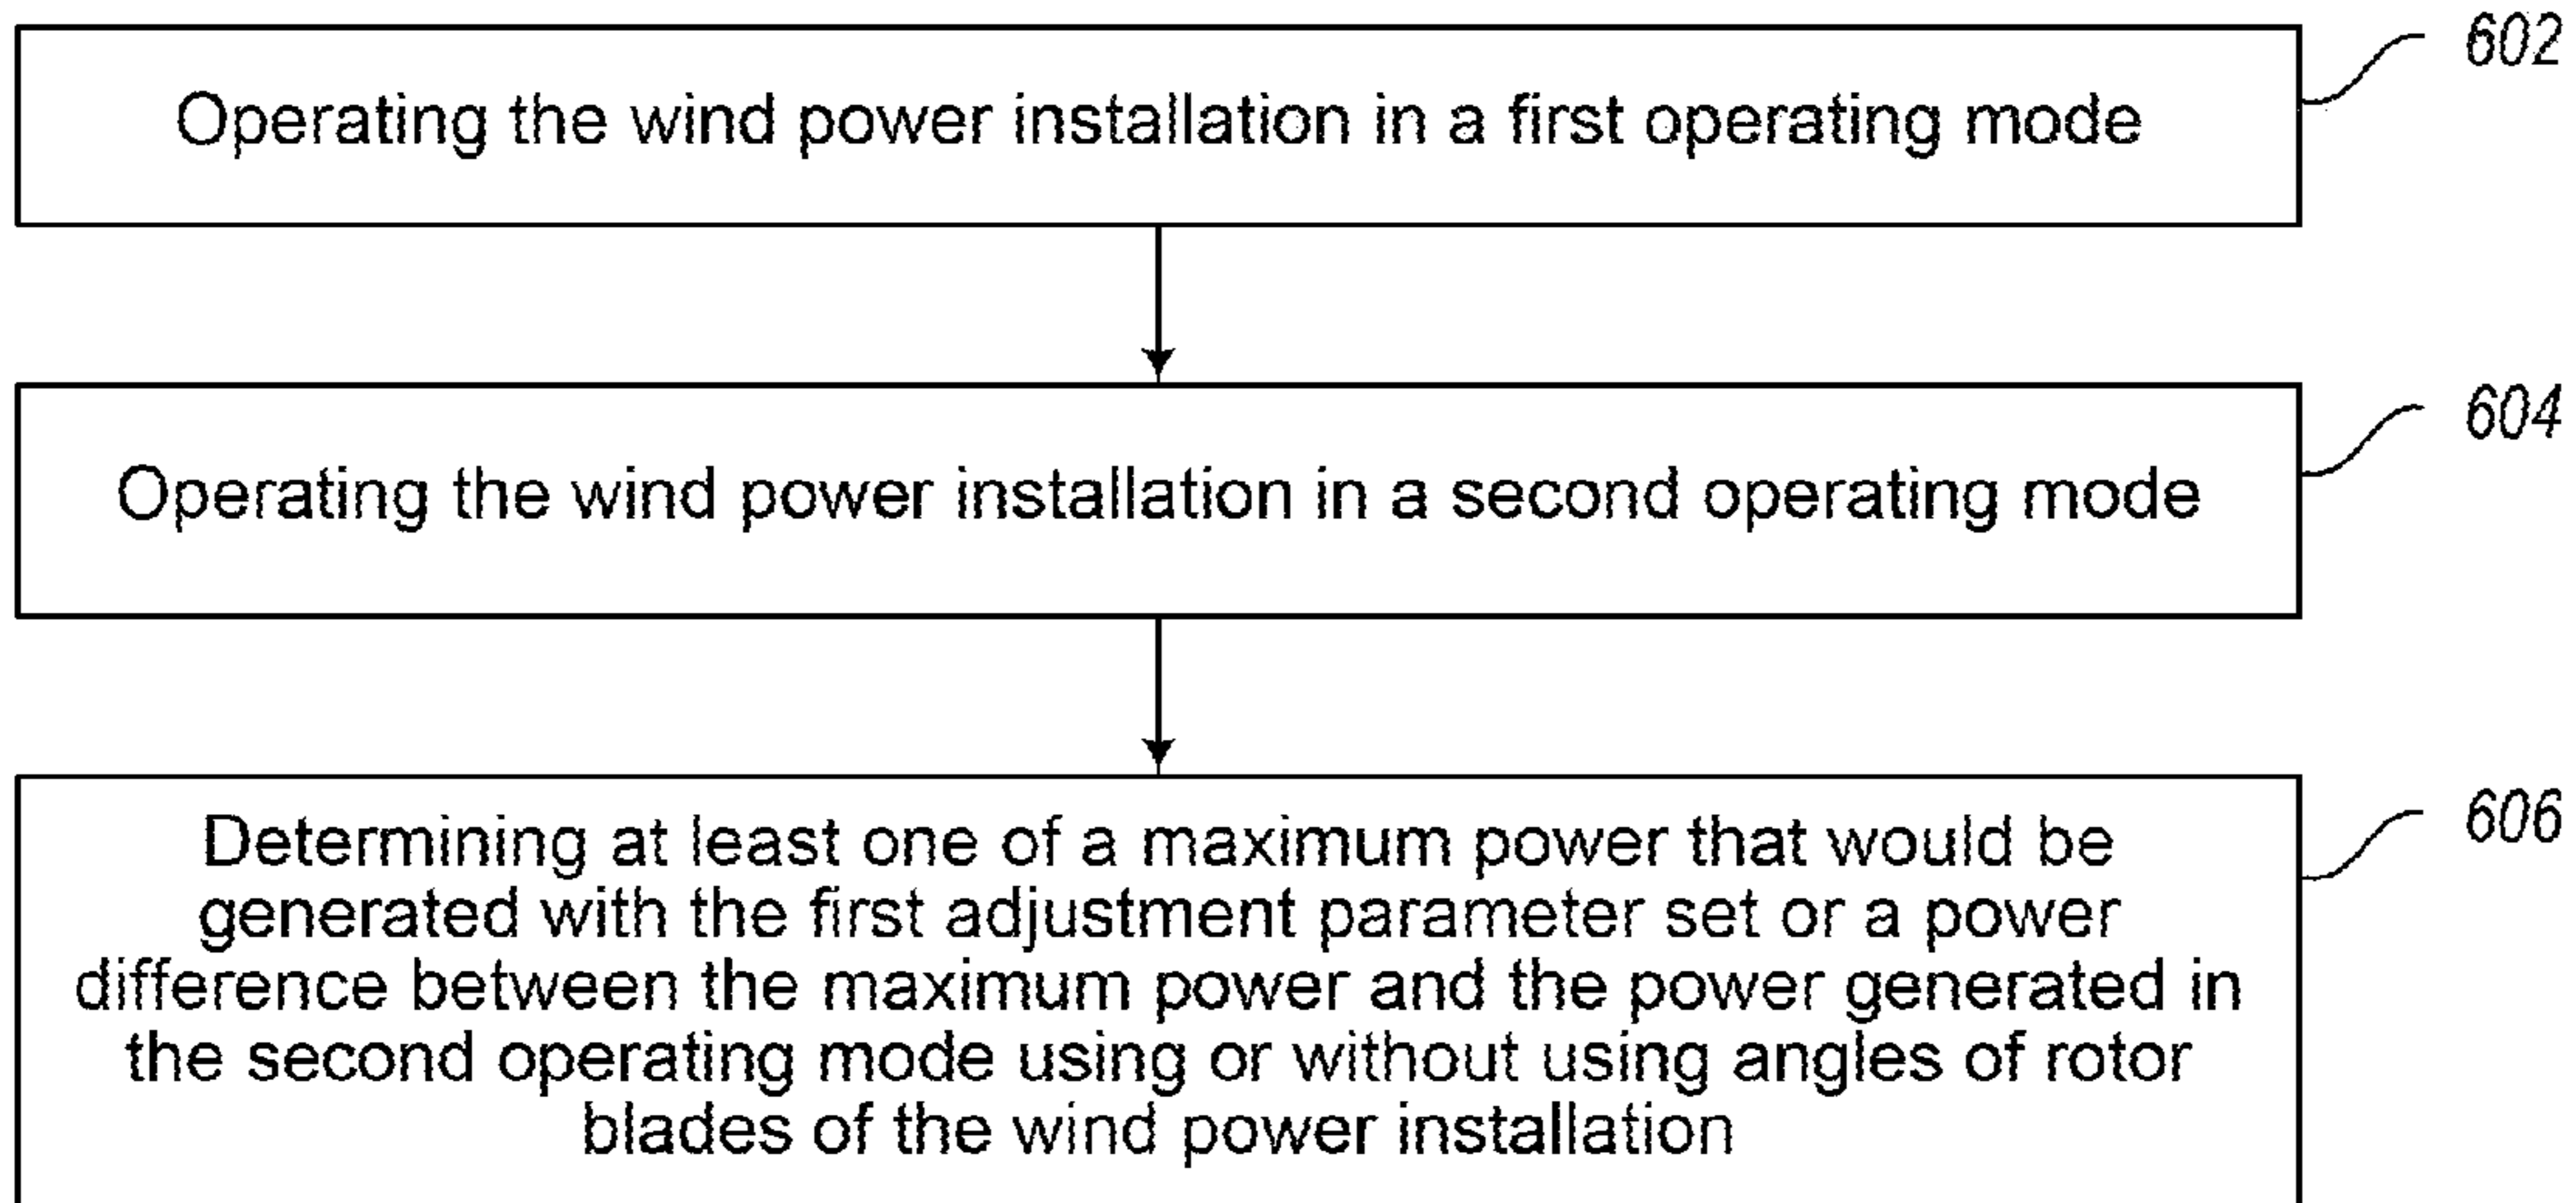 Operating the wind power installation in a first operating mode
602
Operating the wind power installation in a second operating mode
604
Determining at least one of a maximum power that would be
generated with the first adjustment parameter set or a power
difference between the maximum power and the power generated in
the second operating mode using or without using angles of rotor
blades of the wind power installation
606